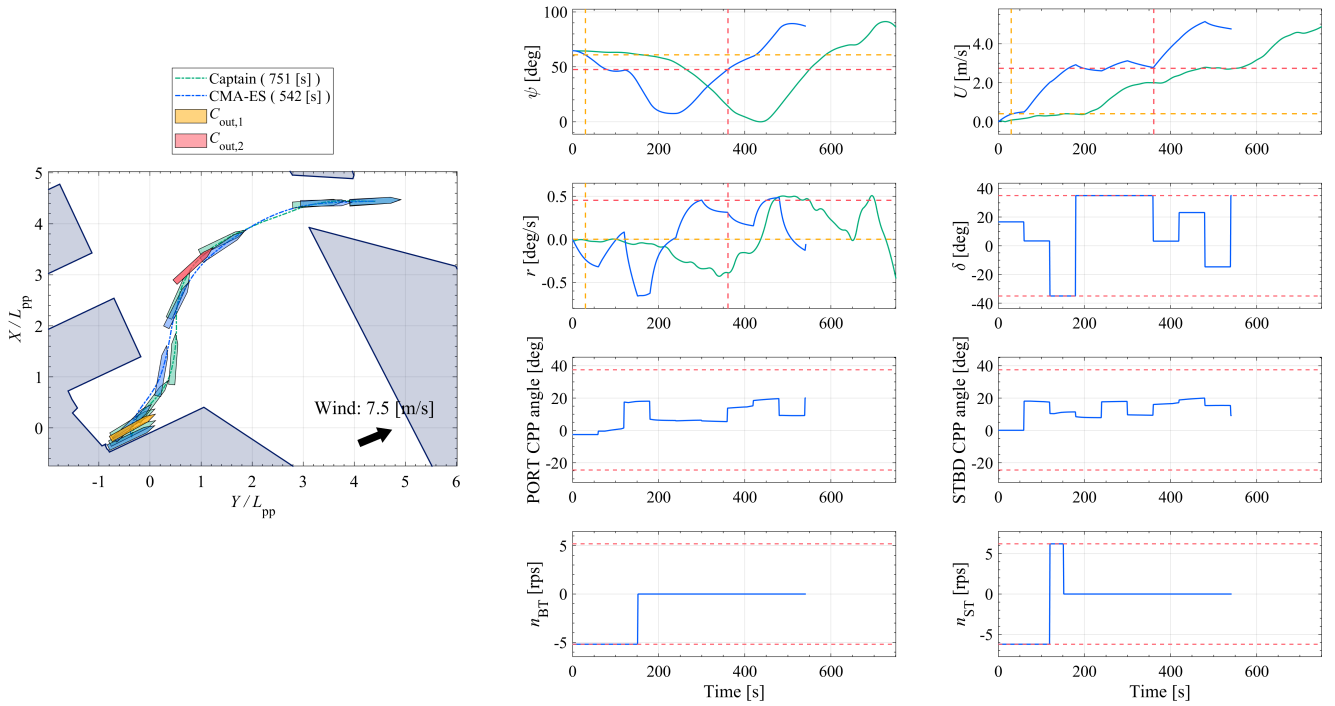 Captain ( 751 [s] )
CMA-ES ( 542 [s] )
C_out,1
C_out,2
5
4
3
2
1
0
X / L_pp
-1 0 1 2 3 4 5 6
Y / L_pp
Wind: 7.5 [m/s]
100
50
0
ψ [deg]
0 200 400 600
4.0
2.0
0.0
U [m/s]
0 200 400 600
0.5
0.0
-0.5
r [deg/s]
0 200 400 600
40
20
0
-20
-40
δ [deg]
0 200 400 600
40
20
0
-20
PORT CPP angle [deg]
0 200 400 600
40
20
0
-20
STBD CPP angle [deg]
0 200 400 600
5
0
-5
n_BT [rps]
0 200 400 600
Time [s]
5
0
-5
n_ST [rps]
0 200 400 600
Time [s]